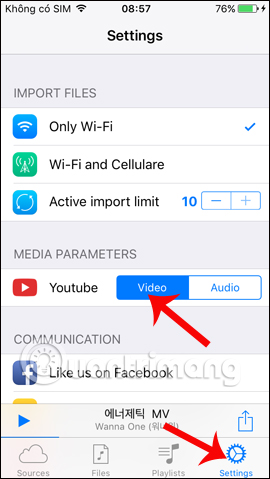 Không có SIM 08:57 76%
Settings
IMPORT FILES
Only Wi-Fi
Wi-Fi and Cellulare
Active import limit 10 − +
MEDIA PARAMETERS
Youtube Video Audio
COMMUNICATION
Quantrimang
Like us on Facebook
에너제틱 MV
Wanna One (워너원)
Sources Files Playlists Settings